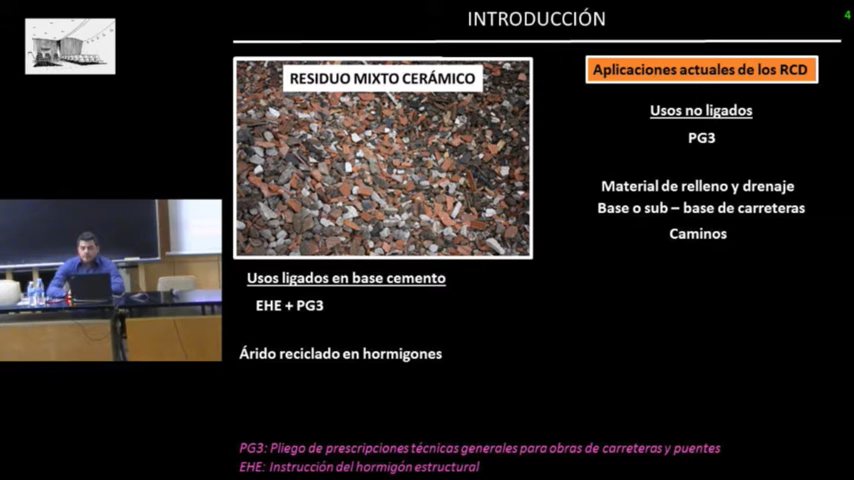 INTRODUCCIÓN
4
RESIDUO MIXTO CERÁMICO
Aplicaciones actuales de los RCD
Usos no ligados
PG3
Material de relleno y drenaje
Base o sub – base de carreteras
Caminos
Usos ligados en base cemento
EHE + PG3
Árido reciclado en hormigones
PG3: Pliego de prescripciones técnicas generales para obras de carreteras y puentes
EHE: Instrucción del hormigón estructural